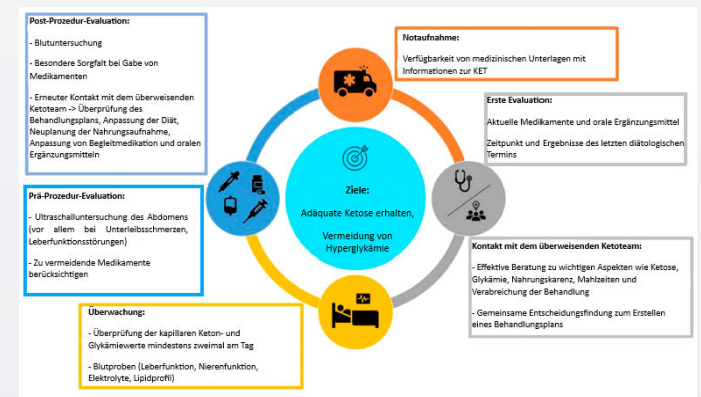 Post-Prozedur-Evaluation:
- Blutuntersuchung
- Besondere Sorgfalt bei Gabe von
Medikamenten
- Erneuter Kontakt mit dem überweisenden
Ketoteam -> Überprüfung des
Behandlungsplans, Anpassung der Diät,
Neuplanung der Nahrungsaufnahme,
Anpassung von Begleitmedikation und oralen
Ergänzungsmitteln
Notaufnahme:
Verfügbarkeit von medizinischen Unterlagen mit
Informationen zur KET
Erste Evaluation:
Aktuelle Medikamente und orale Ergänzungsmittel
Zeitpunkt und Ergebnisse des letzten diätologischen
Termins
Ziele:
Adäquate Ketose erhalten,
Vermeidung von
Hyperglykämie
Prä-Prozedur-Evaluation:
- Ultraschalluntersuchung des Abdomens
(vor allem bei Unterleibsschmerzen,
Leberfunktionsstörungen)
- Zu vermeidende Medikamente
berücksichtigen
Kontakt mit dem überweisenden Ketoteam:
- Effektive Beratung zu wichtigen Aspekten wie Ketose,
Glykämie, Nahrungskarenz, Mahlzeiten und
Verabreichung der Behandlung
- Gemeinsame Entscheidungsfindung zum Erstellen
eines Behandlungsplans
Überwachung:
- Überprüfung der kapillaren Keton- und
Glykämiewerte mindestens zweimal am Tag
- Blutproben (Leberfunktion, Nierenfunktion,
Elektrolyte, Lipidprofil)